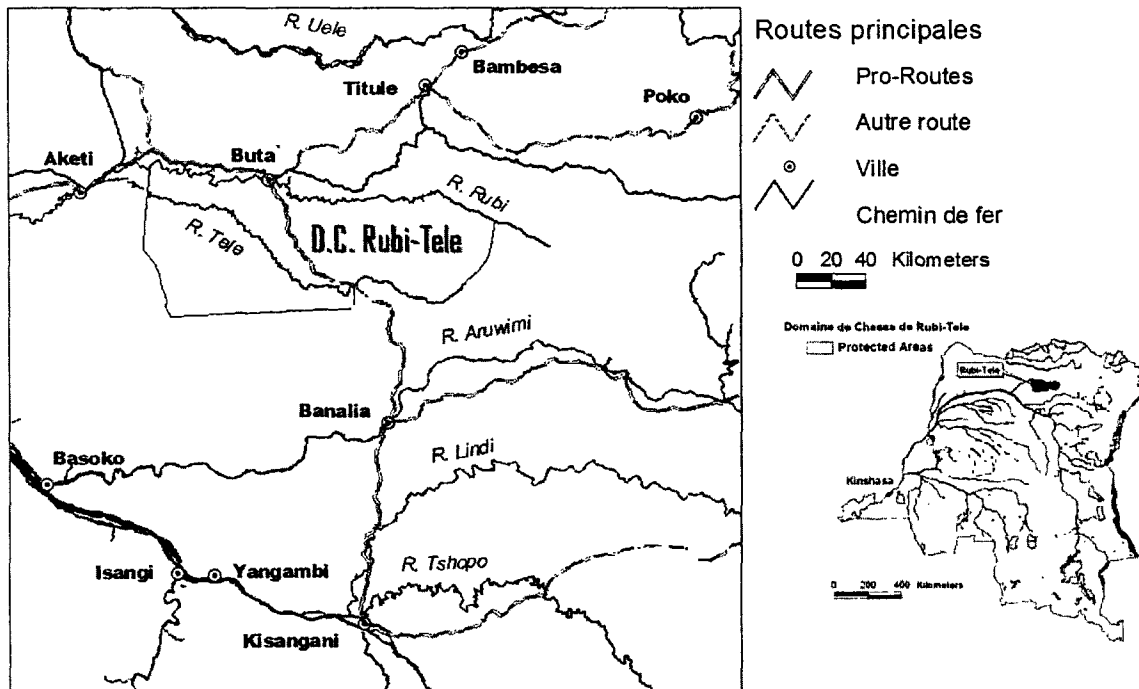 R. Uele
Bambesa
Titule
Poko
Aketi
Buta
R. Rubi
R. Tele
D.C. Rubi-Tele
R. Aruwimi
Banalia
Basoko
R. Lindi
Isangi
Yangambi
R. Tshopo
Kisangani
Routes principales
Pro-Routes
Autre route
Ville
Chemin de fer
0 20 40 Kilometers
Domaine de Chasse de Rubi-Tele
Protected Areas
Rubi-Tele
Kinshasa
0 200 400 Kilometers